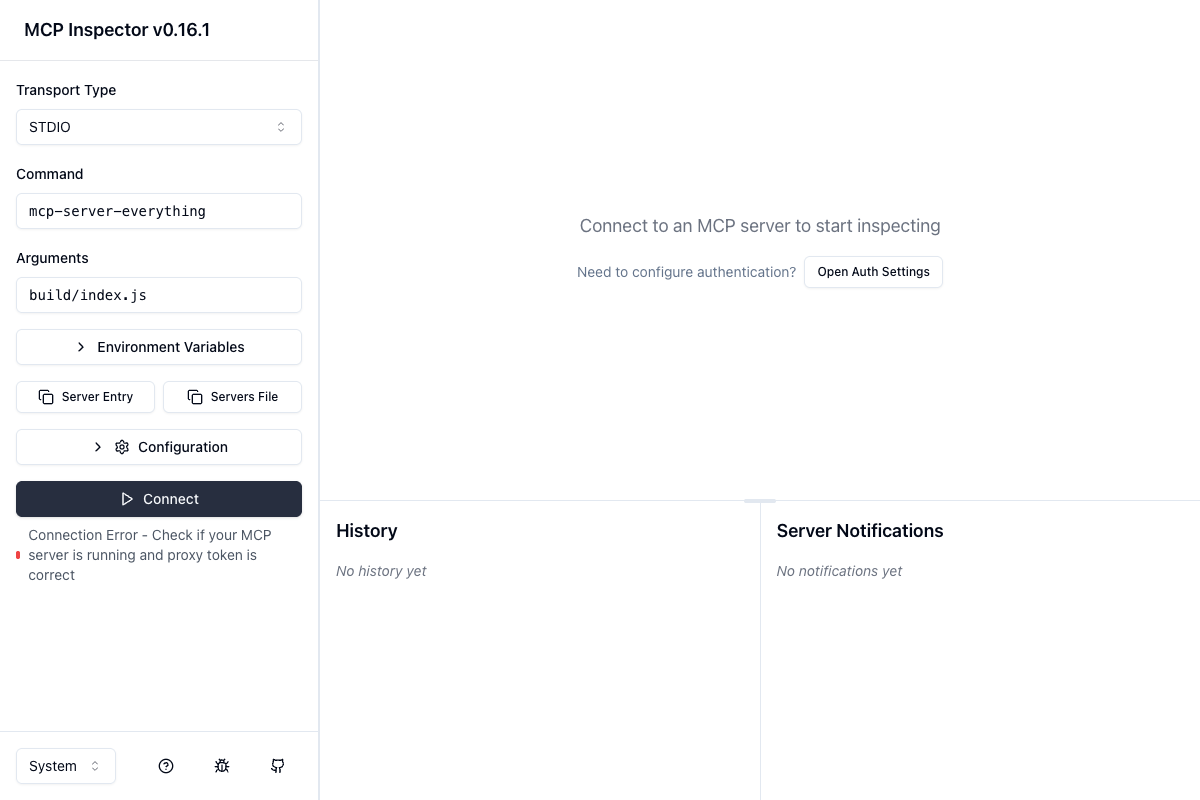 MCP Inspector v0.16.1
Transport Type
STDIO
Command
mcp-server-everything
Arguments
build/index.js
Environment Variables
Server Entry
Servers File
Configuration
Connect
Connection Error - Check if your MCP
server is running and proxy token is
correct
System
Connect to an MCP server to start inspecting
Need to configure authentication?
Open Auth Settings
History
No history yet
Server Notifications
No notifications yet